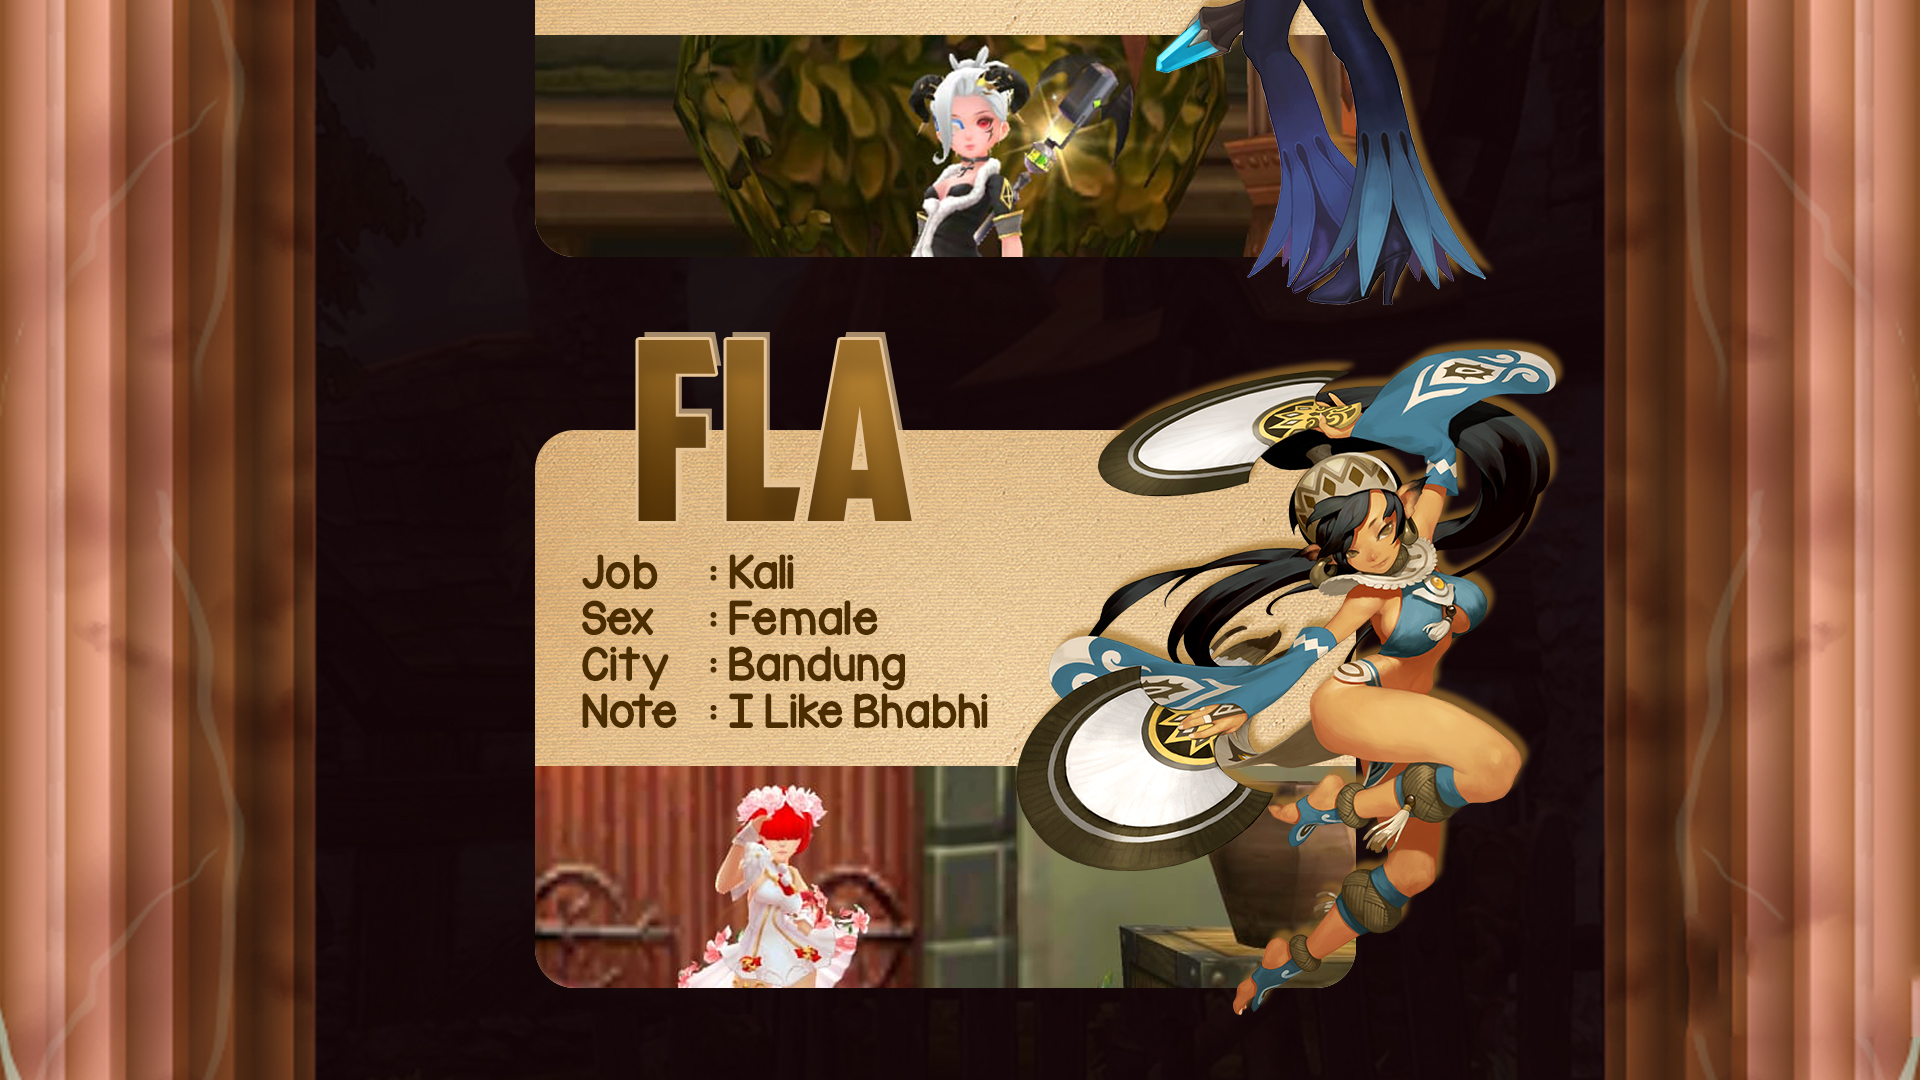 FLA
Job : Kali
Sex : Female
City : Bandung
Note : I Like Bhabhi